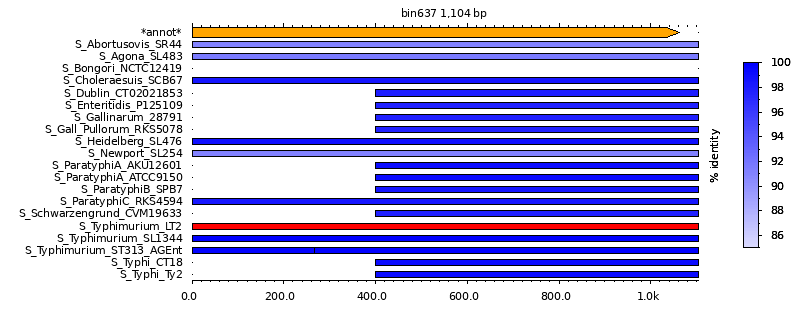 bin637 1,104 bp
*annot*
S_Abortusovis_SR44
S_Agona_SL483
S_Bongori_NCTC12419
S_Choleraesuis_SCB67
S_Dublin_CT02021853
S_Enteritidis_P125109
S_Gallinarum_28791
S_Gall_Pullorum_RKS5078
S_Heidelberg_SL476
S_Newport_SL254
S_ParatyphiA_AKU12601
S_ParatyphiA_ATCC9150
S_ParatyphiB_SPB7
S_ParatyphiC_RKS4594
S_Schwarzengrund_CVM19633
S_Typhimurium_LT2
S_Typhimurium_SL1344
S_Typhimurium_ST313_AGEnt
S_Typhi_CT18
S_Typhi_Ty2
0.0 200.0 400.0 600.0 800.0 1.0k
% identity
100
98
96
94
92
90
88
86